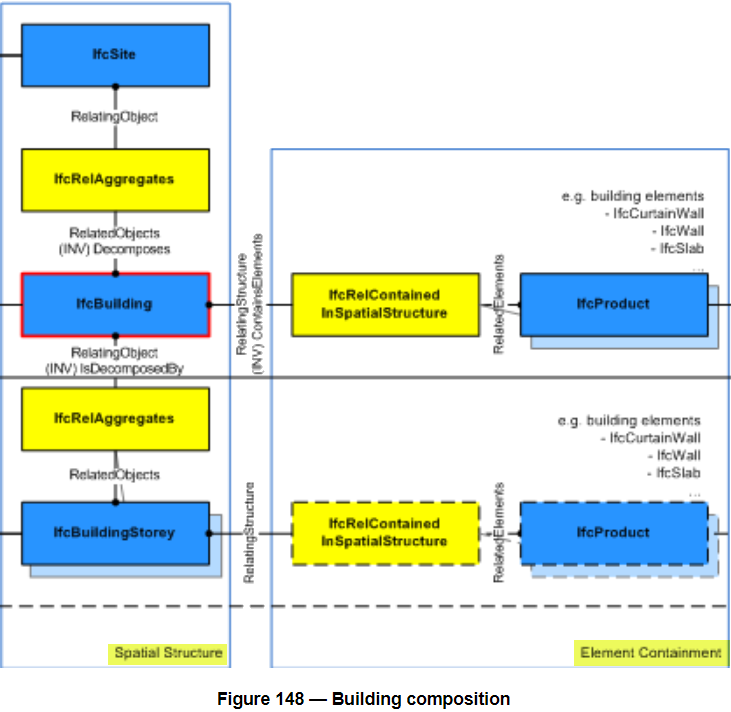 IfcSite
RelatingObject
IfcRelAggregates
RelatedObjects
(INV) Decomposes
IfcBuilding
RelatingObject
(INV) IsDecomposedBy
IfcRelAggregates
RelatedObjects
IfcBuildingStorey
Spatial Structure
RelatingStructure
(INV) ContainsElements
RelatingStructure
e.g. building elements
- IfcCurtainWall
- IfcWall
- IfcSlab
...
IfcRelContained
InSpatialStructure
RelatedElements
IfcProduct
e.g. building elements
- IfcCurtainWall
- IfcWall
- IfcSlab
...
IfcRelContained
InSpatialStructure
RelatedElements
IfcProduct
Element Containment
Figure 148 — Building composition